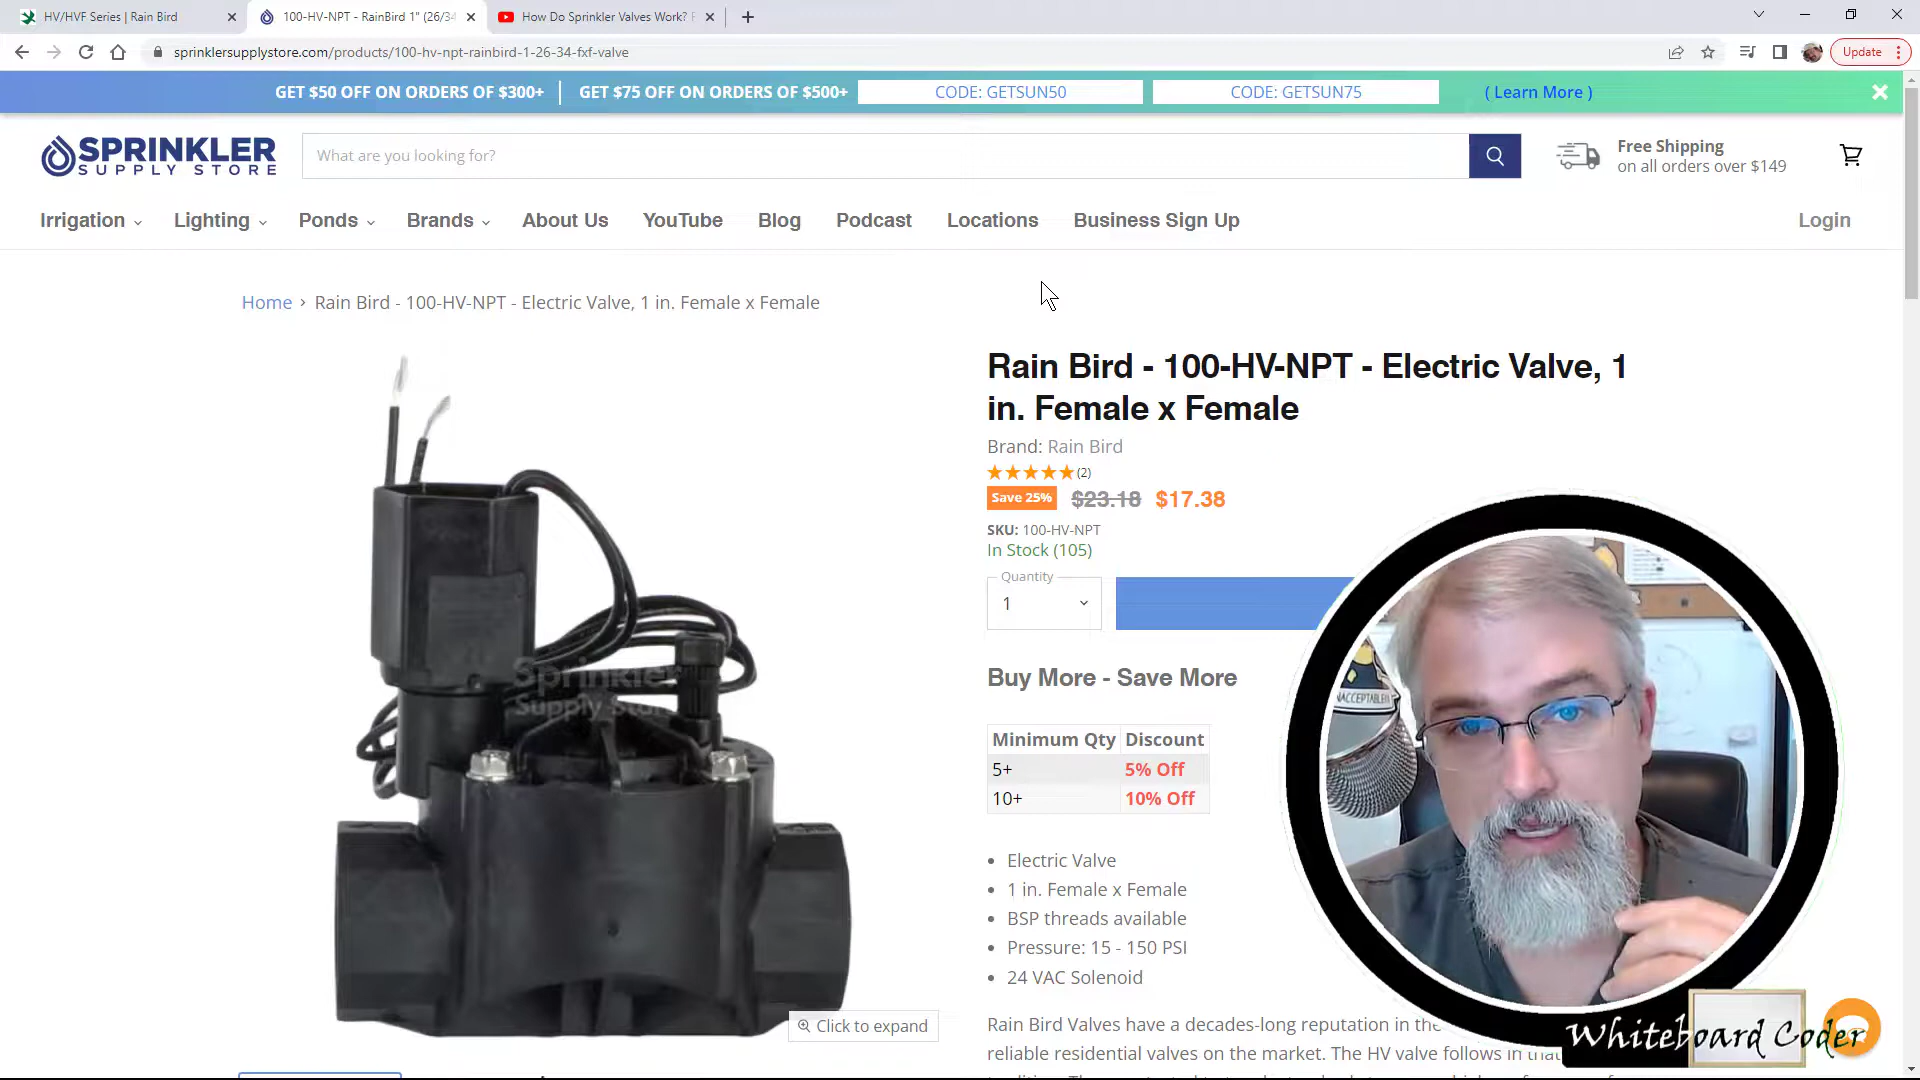 HV/HVF Series | Rain Bird
100-HV-NPT - RainBird 1" (26/34
How Do Sprinkler Valves Work?
sprinklersupplystore.com/products/100-hv-npt-rainbird-1-26-34-fxf-valve
Update
GET $50 OFF ON ORDERS OF $300+
GET $75 OFF ON ORDERS OF $500+
CODE: GETSUN50
CODE: GETSUN75
( Learn More )
SPRINKLER
SUPPLY STORE
What are you looking for?
Free Shipping
on all orders over $149
Irrigation Lighting Ponds Brands About Us YouTube Blog Podcast Locations Business Sign Up Login
Home › Rain Bird - 100-HV-NPT - Electric Valve, 1 in. Female x Female
Rain Bird - 100-HV-NPT - Electric Valve, 1
in. Female x Female
Brand: Rain Bird
(2)
Save 25% $23.18 $17.38
SKU: 100-HV-NPT
In Stock (105)
Quantity
1
Buy More - Save More
Minimum Qty Discount
5+ 5% Off
10+ 10% Off
• Electric Valve
• 1 in. Female x Female
• BSP threads available
• Pressure: 15 - 150 PSI
• 24 VAC Solenoid
Rain Bird Valves have a decades-long reputation in the
reliable residential valves on the market. The HV valve follows in that
Sprinkler
Supply Store
Click to expand
UNACCEPTABLE
Whiteboard Coder